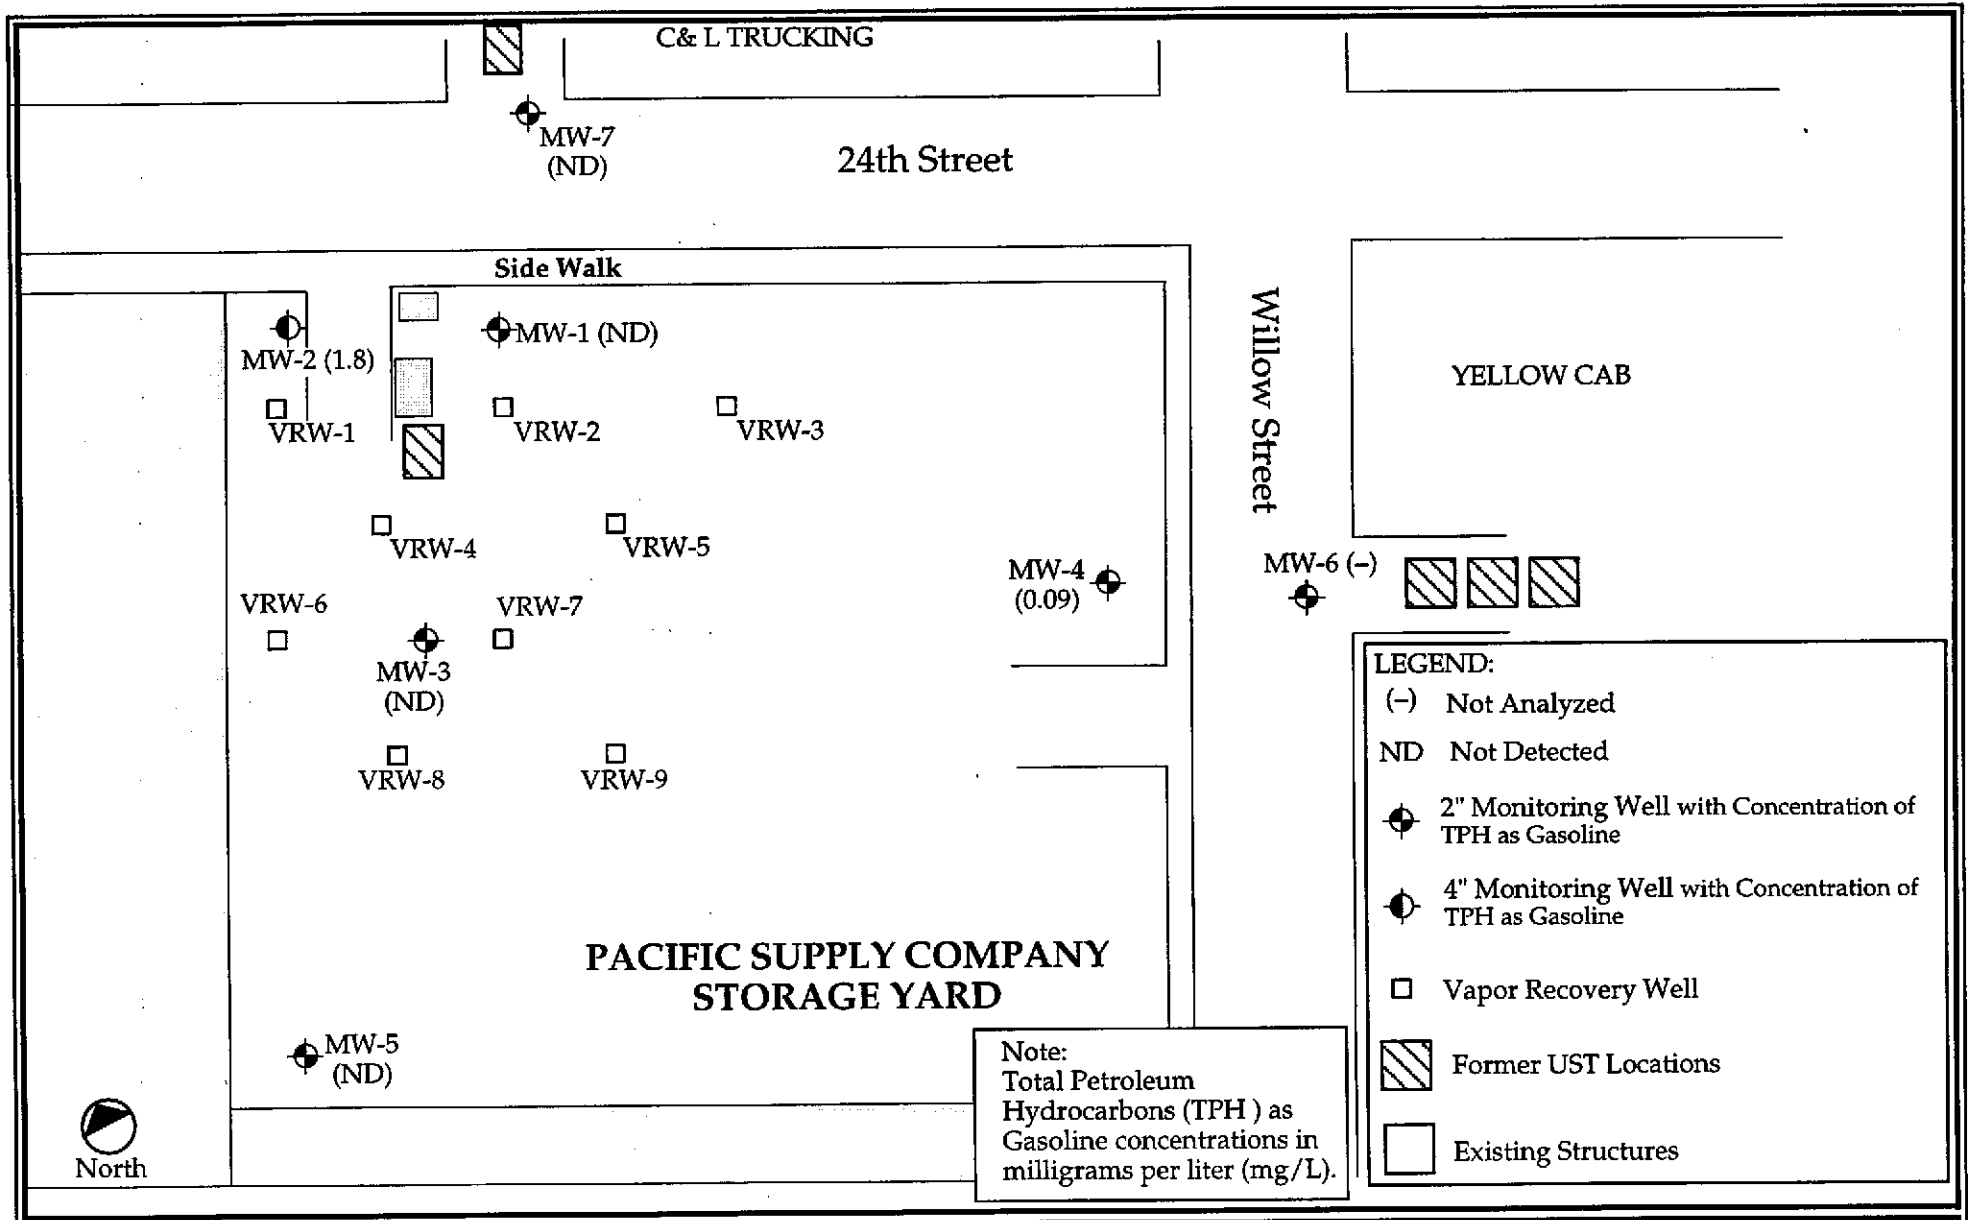 C& L TRUCKING
MW-7
(ND)
24th Street
Side Walk
MW-2 (1.8)
MW-1 (ND)
VRW-1
VRW-2
VRW-3
Willow Street
YELLOW CAB
VRW-4
VRW-5
MW-4
(0.09)
MW-6 (–)
VRW-6
VRW-7
MW-3
(ND)
VRW-8
VRW-9
PACIFIC SUPPLY COMPANY
STORAGE YARD
MW-5
(ND)
North
Note:
Total Petroleum
Hydrocarbons (TPH ) as
Gasoline concentrations in
milligrams per liter (mg/L).
LEGEND:
(–) Not Analyzed
ND Not Detected
2" Monitoring Well with Concentration of
TPH as Gasoline
4" Monitoring Well with Concentration of
TPH as Gasoline
Vapor Recovery Well
Former UST Locations
Existing Structures